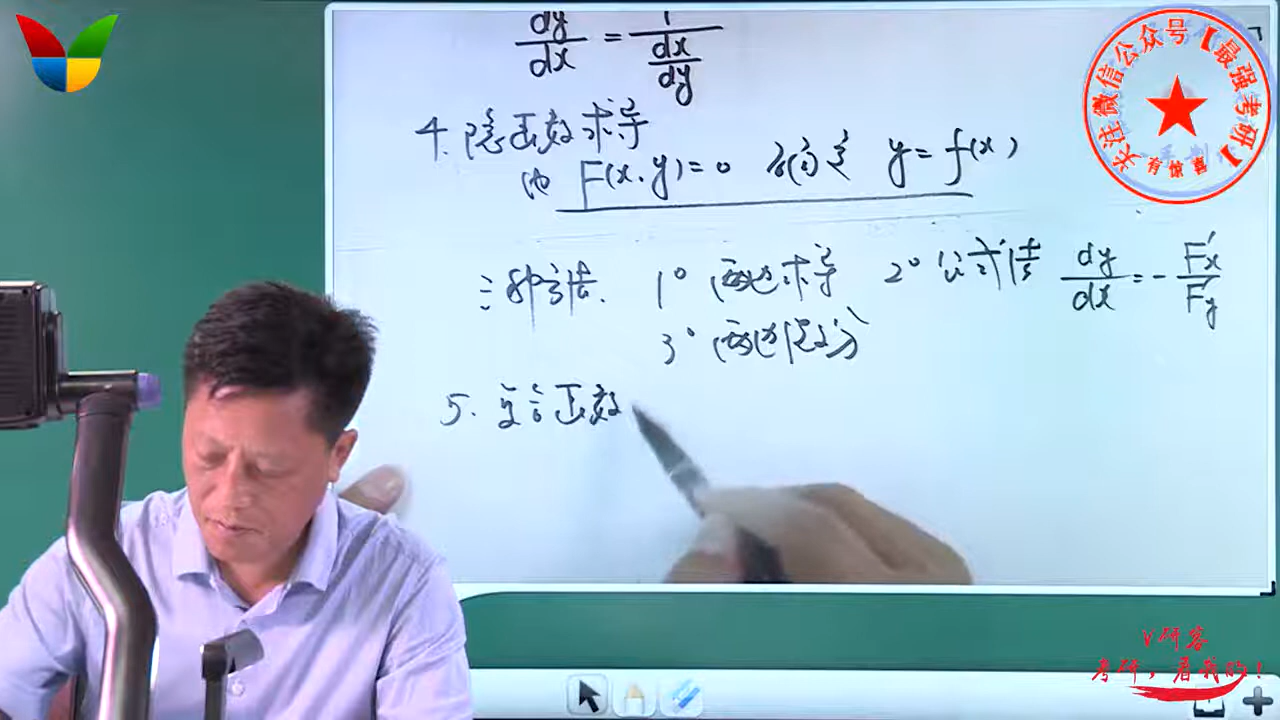 dy/dx = 1/(dx/dy)
4. 隐函数求导
由 F(x, y) = 0 确定 y = f(x)
三种方法. 1° 两边求导 2° 公式法 dy/dx = - F'x/F'y
3° 两边微分
5. 复合函数
关注微信公众号【最强考研】
有惊喜
V研客
考研，看我的！